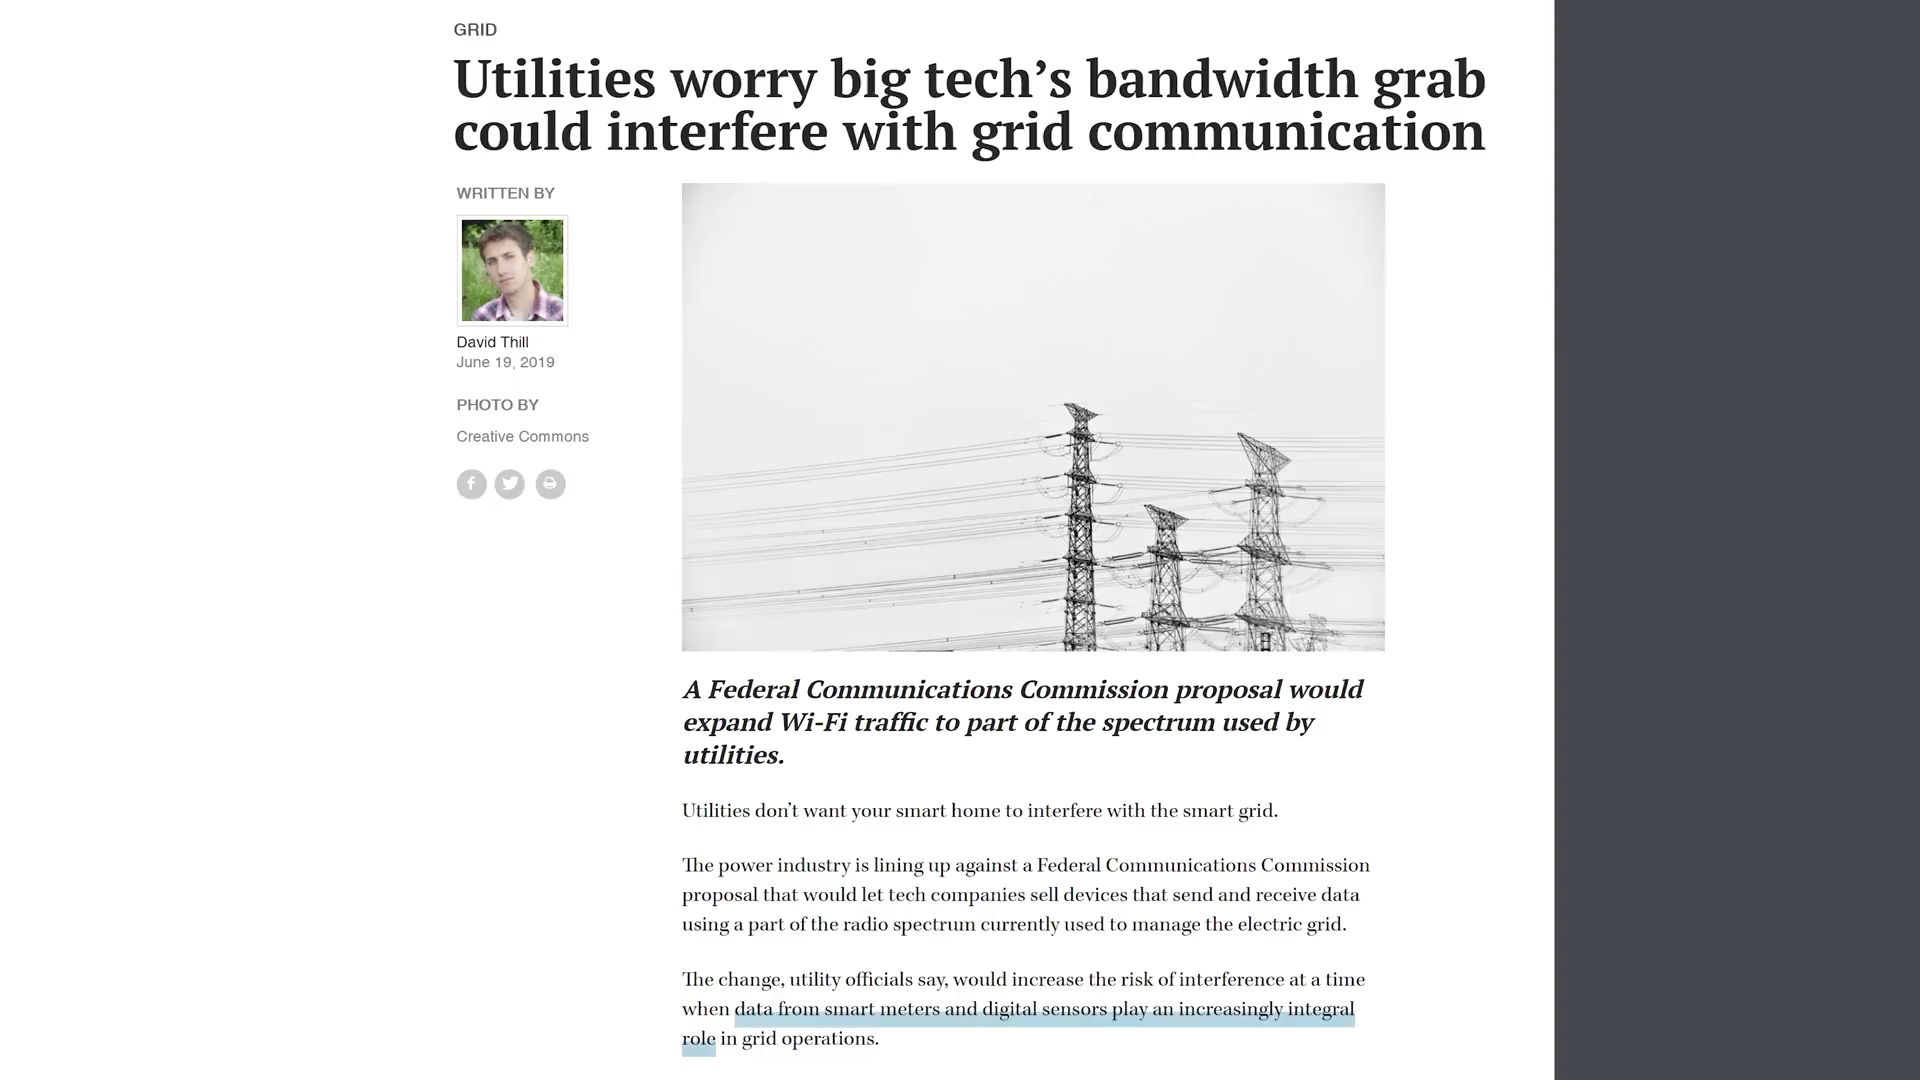 GRID
Utilities worry big tech’s bandwidth grab
could interfere with grid communication
WRITTEN BY
David Thill
June 19, 2019
PHOTO BY
Creative Commons
A Federal Communications Commission proposal would
expand Wi-Fi traffic to part of the spectrum used by
utilities.
Utilities don’t want your smart home to interfere with the smart grid.
The power industry is lining up against a Federal Communications Commission
proposal that would let tech companies sell devices that send and receive data
using a part of the radio spectrum currently used to manage the electric grid.
The change, utility officials say, would increase the risk of interference at a time
when data from smart meters and digital sensors play an increasingly integral
role in grid operations.